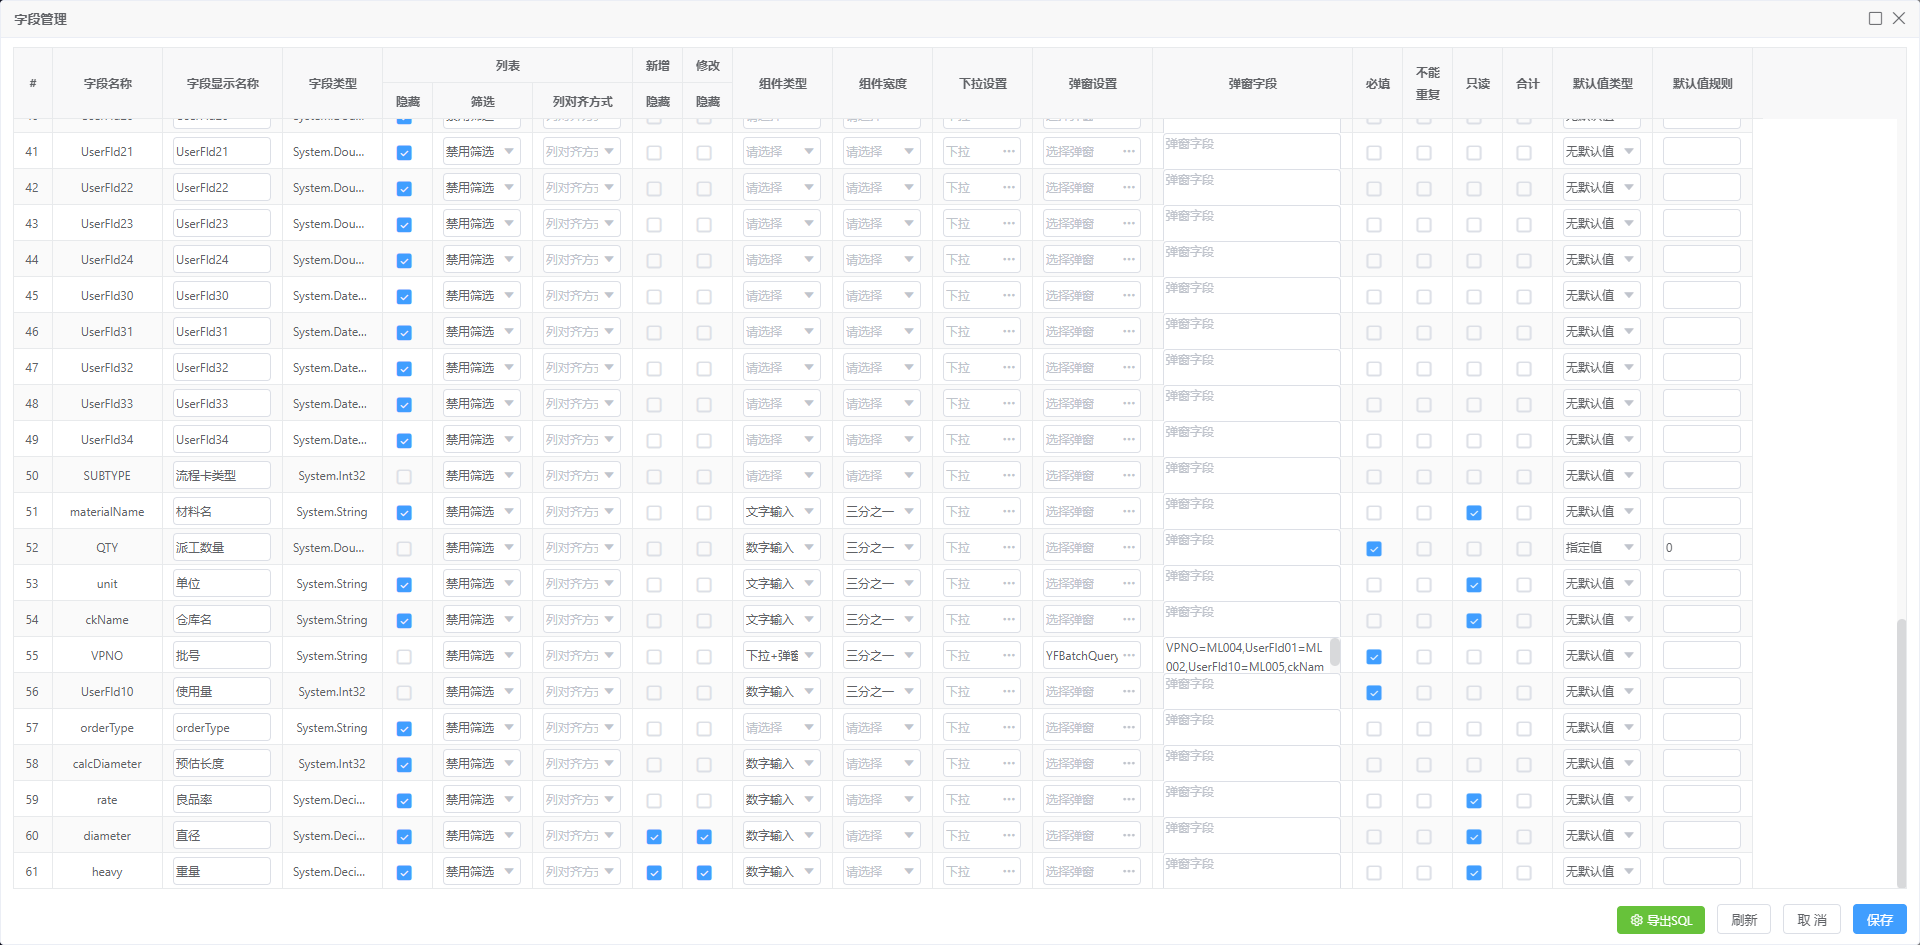 字段管理
# 字段名称 字段显示名称 字段类型 列表 新增 修改 组件类型 组件宽度 下拉设置 弹窗设置 弹窗字段 必填 不能重复 只读 合计 默认值类型 默认值规则
隐藏 筛选 列对齐方式 隐藏 隐藏
41 UserFld21 UserFld21 System.Dou... 禁用筛选 列对齐方式 请选择 请选择 下拉 选择弹窗 弹窗字段 无默认值
42 UserFld22 UserFld22 System.Dou... 禁用筛选 列对齐方式 请选择 请选择 下拉 选择弹窗 弹窗字段 无默认值
43 UserFld23 UserFld23 System.Dou... 禁用筛选 列对齐方式 请选择 请选择 下拉 选择弹窗 弹窗字段 无默认值
44 UserFld24 UserFld24 System.Dou... 禁用筛选 列对齐方式 请选择 请选择 下拉 选择弹窗 弹窗字段 无默认值
45 UserFld30 UserFld30 System.Date... 禁用筛选 列对齐方式 请选择 请选择 下拉 选择弹窗 弹窗字段 无默认值
46 UserFld31 UserFld31 System.Date... 禁用筛选 列对齐方式 请选择 请选择 下拉 选择弹窗 弹窗字段 无默认值
47 UserFld32 UserFld32 System.Date... 禁用筛选 列对齐方式 请选择 请选择 下拉 选择弹窗 弹窗字段 无默认值
48 UserFld33 UserFld33 System.Date... 禁用筛选 列对齐方式 请选择 请选择 下拉 选择弹窗 弹窗字段 无默认值
49 UserFld34 UserFld34 System.Date... 禁用筛选 列对齐方式 请选择 请选择 下拉 选择弹窗 弹窗字段 无默认值
50 SUBTYPE 流程卡类型 System.Int32 禁用筛选 列对齐方式 请选择 请选择 下拉 选择弹窗 弹窗字段 无默认值
51 materialName 材料名 System.String 禁用筛选 列对齐方式 文字输入 三分之一 下拉 选择弹窗 弹窗字段 无默认值
52 QTY 派工数量 System.Dou... 禁用筛选 列对齐方式 数字输入 三分之一 下拉 选择弹窗 弹窗字段 指定值 0
53 unit 单位 System.String 禁用筛选 列对齐方式 文字输入 三分之一 下拉 选择弹窗 弹窗字段 无默认值
54 ckName 仓库名 System.String 禁用筛选 列对齐方式 文字输入 三分之一 下拉 选择弹窗 弹窗字段 无默认值
55 VPNO 批号 System.String 禁用筛选 列对齐方式 下拉+弹窗 三分之一 下拉 YFBatchQuery VPNO=ML004,UserFld01=ML 无默认值
002,UserFld10=ML005,ckNam
56 UserFld10 使用量 System.Int32 禁用筛选 列对齐方式 数字输入 三分之一 下拉 选择弹窗 弹窗字段 无默认值
57 orderType orderType System.String 禁用筛选 列对齐方式 请选择 请选择 下拉 选择弹窗 弹窗字段 无默认值
58 calcDiameter 预估长度 System.Int32 禁用筛选 列对齐方式 数字输入 请选择 下拉 选择弹窗 弹窗字段 无默认值
59 rate 良品率 System.Deci... 禁用筛选 列对齐方式 数字输入 请选择 下拉 选择弹窗 弹窗字段 无默认值
60 diameter 直径 System.Deci... 禁用筛选 列对齐方式 数字输入 请选择 下拉 选择弹窗 弹窗字段 无默认值
61 heavy 重量 System.Deci... 禁用筛选 列对齐方式 数字输入 请选择 下拉 选择弹窗 弹窗字段 无默认值
导出SQL 刷新 取 消 保存